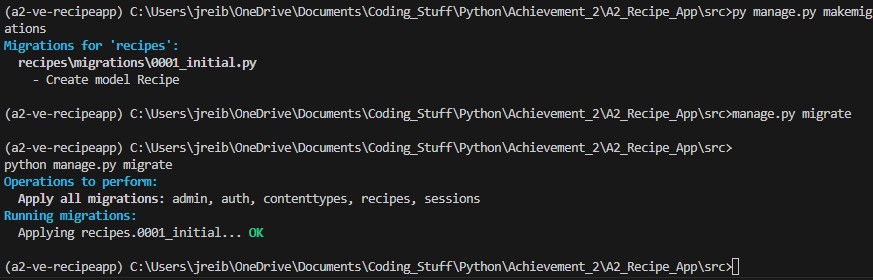 (a2-ve-recipeapp) C:\Users\jreib\OneDrive\Documents\Coding_Stuff\Python\Achievement_2\A2_Recipe_App\src>py manage.py makemig
ations
Migrations for 'recipes':
  recipes\migrations\0001_initial.py
    - Create model Recipe
(a2-ve-recipeapp) C:\Users\jreib\OneDrive\Documents\Coding_Stuff\Python\Achievement_2\A2_Recipe_App\src>manage.py migrate
(a2-ve-recipeapp) C:\Users\jreib\OneDrive\Documents\Coding_Stuff\Python\Achievement_2\A2_Recipe_App\src>
python manage.py migrate
Operations to perform:
  Apply all migrations: admin, auth, contenttypes, recipes, sessions
Running migrations:
  Applying recipes.0001_initial... OK
(a2-ve-recipeapp) C:\Users\jreib\OneDrive\Documents\Coding_Stuff\Python\Achievement_2\A2_Recipe_App\src>